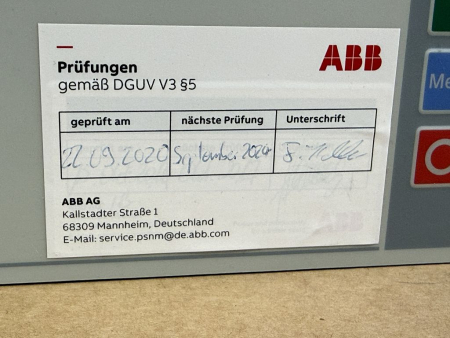 ABB
Prüfungen
gemäß DGUV V3 §5
geprüft am nächste Prüfung Unterschrift
22.09.2020 September 2024
ABB AG
Kallstadter Straße 1
68309 Mannheim, Deutschland
E-Mail: service.psnm@de.abb.com
Me